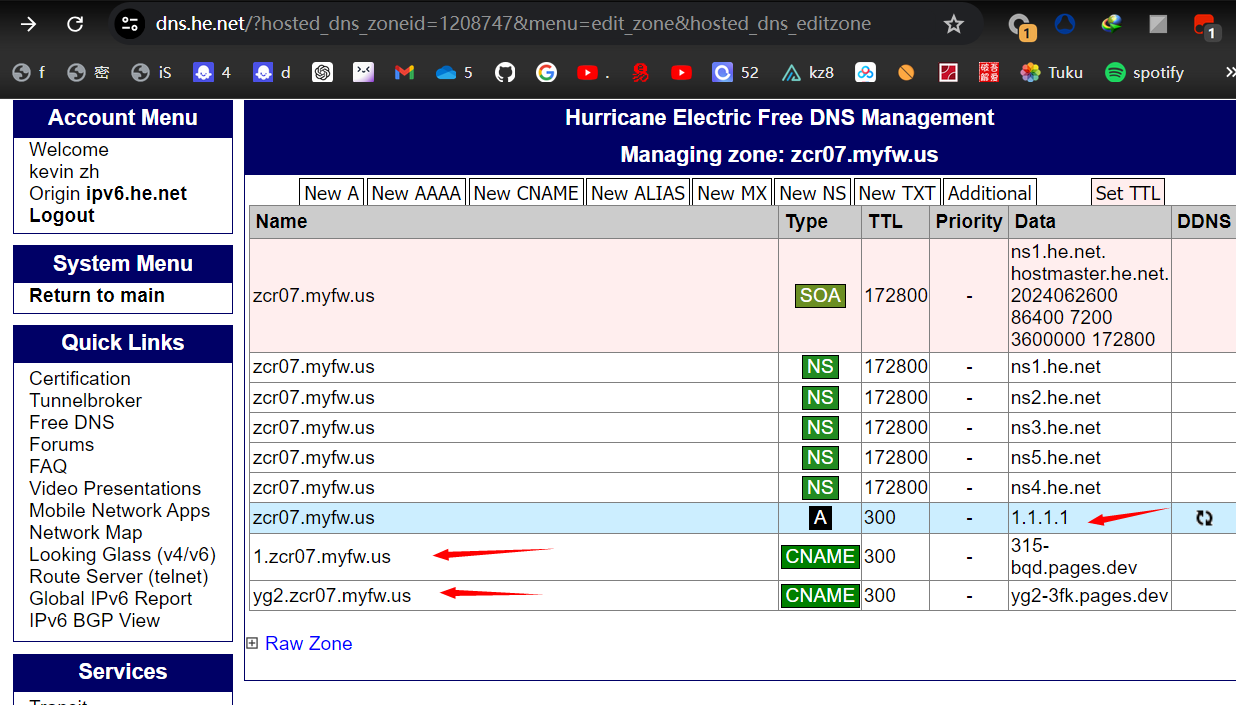 dns.he.net/?hosted_dns_zoneid=1208747&menu=edit_zone&hosted_dns_editzone
1
1
f
密
iS
4
d
5
.
52
kz8
破吾
解爱
Tuku
spotify
Account Menu
Welcome
kevin zh
Origin ipv6.he.net
Logout
System Menu
Return to main
Quick Links
Certification
Tunnelbroker
Free DNS
Forums
FAQ
Video Presentations
Mobile Network Apps
Network Map
Looking Glass (v4/v6)
Route Server (telnet)
Global IPv6 Report
IPv6 BGP View
Services
Transit
Hurricane Electric Free DNS Management
Managing zone: zcr07.myfw.us
New A New AAAA New CNAME New ALIAS New MX New NS New TXT Additional Set TTL
Name Type TTL Priority Data DDNS
zcr07.myfw.us SOA 172800 - ns1.he.net.
hostmaster.he.net.
2024062600
86400 7200
3600000 172800
zcr07.myfw.us NS 172800 - ns1.he.net
zcr07.myfw.us NS 172800 - ns2.he.net
zcr07.myfw.us NS 172800 - ns3.he.net
zcr07.myfw.us NS 172800 - ns5.he.net
zcr07.myfw.us NS 172800 - ns4.he.net
zcr07.myfw.us A 300 - 1.1.1.1
1.zcr07.myfw.us CNAME 300 - 315-
bqd.pages.dev
yg2.zcr07.myfw.us CNAME 300 - yg2-3fk.pages.dev
Raw Zone